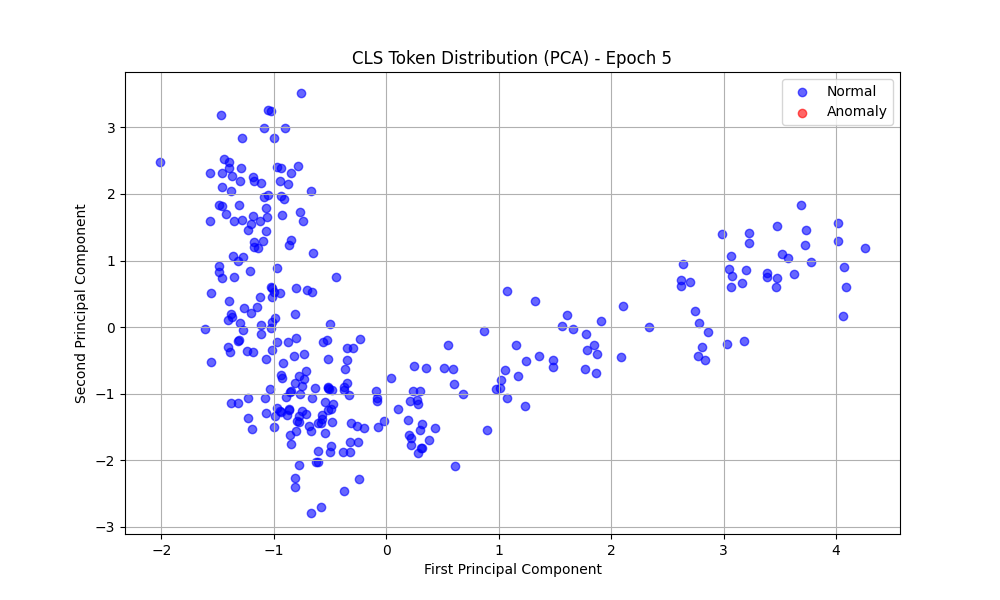 CLS Token Distribution (PCA) - Epoch 5
Normal
Anomaly
3
2
1
0
−1
−2
−3
Second Principal Component
−2
−1
0
1
2
3
4
First Principal Component